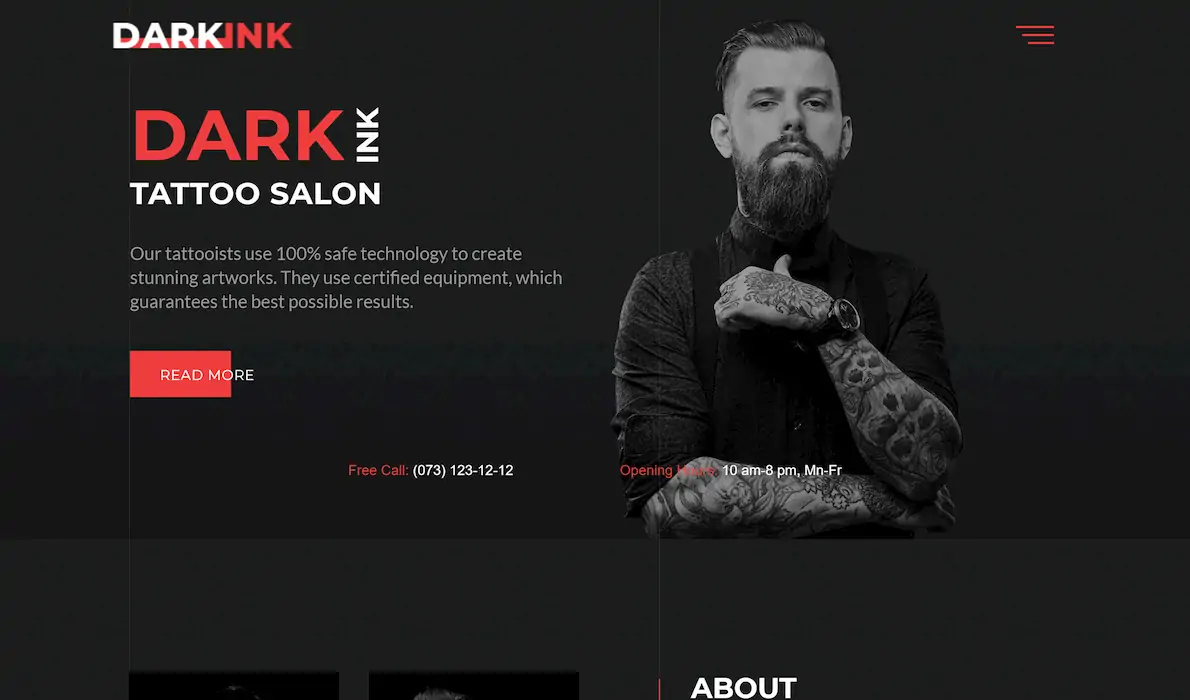 DARKINK
DARK INK
TATTOO SALON
Our tattooists use 100% safe technology to create
stunning artworks. They use certified equipment, which
guarantees the best possible results.
READ MORE
Free Call: (073) 123-12-12
Opening Hours: 10 am-8 pm, Mn-Fr
ABOUT